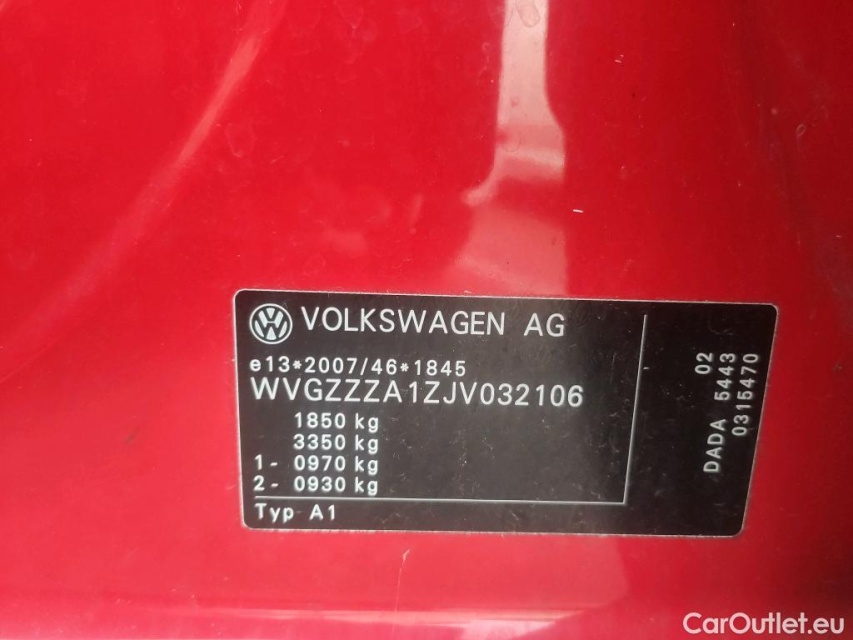 VOLKSWAGEN AG
e13*2007/46*1845
WVGZZZA1ZJV032106
1850 kg
3350 kg
1- 0970 kg
2- 0930 kg
Typ A1
02
DADA 5443
0315470
CarOutlet.eu